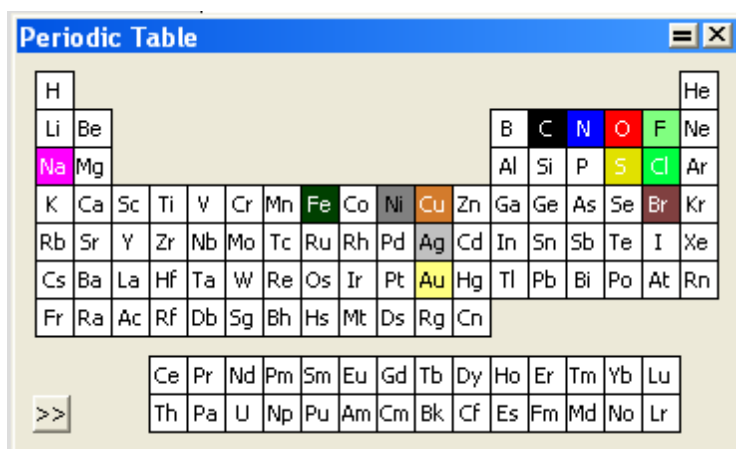 Periodic Table
H He
Li Be B C N O F Ne
Na Mg Al Si P S Cl Ar
K Ca Sc Ti V Cr Mn Fe Co Ni Cu Zn Ga Ge As Se Br Kr
Rb Sr Y Zr Nb Mo Tc Ru Rh Pd Ag Cd In Sn Sb Te I Xe
Cs Ba La Hf Ta W Re Os Ir Pt Au Hg Tl Pb Bi Po At Rn
Fr Ra Ac Rf Db Sg Bh Hs Mt Ds Rg Cn
Ce Pr Nd Pm Sm Eu Gd Tb Dy Ho Er Tm Yb Lu
>> Th Pa U Np Pu Am Cm Bk Cf Es Fm Md No Lr